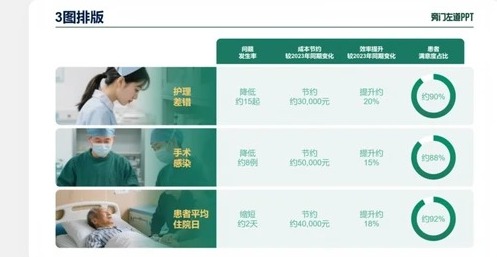 3图排版
旁门左道PPT
问题
发生率
成本节约
较2023年同期变化
效率提升
较2023年同期变化
患者
满意度占比
护理
差错
降低
约15起
节约
约30,000元
提升约
20%
约90%
手术
感染
降低
约8例
节约
约50,000元
提升约
15%
约88%
患者平均
住院日
缩短
约2天
节约
约40,000元
提升约
18%
约92%